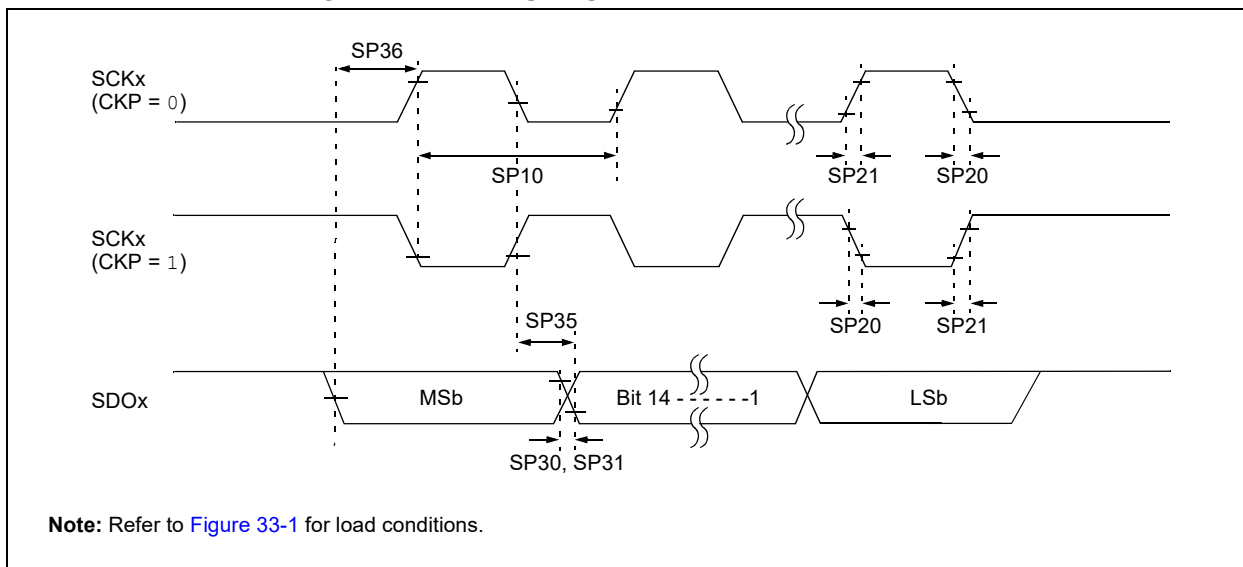 SP36
SCKx
(CKP = 0)
SP10
SP21
SP20
SCKx
(CKP = 1)
SP35
SP20
SP21
SDOx
MSb
Bit 14 - - - - - -1
LSb
SP30, SP31
Note: Refer to Figure 33-1 for load conditions.